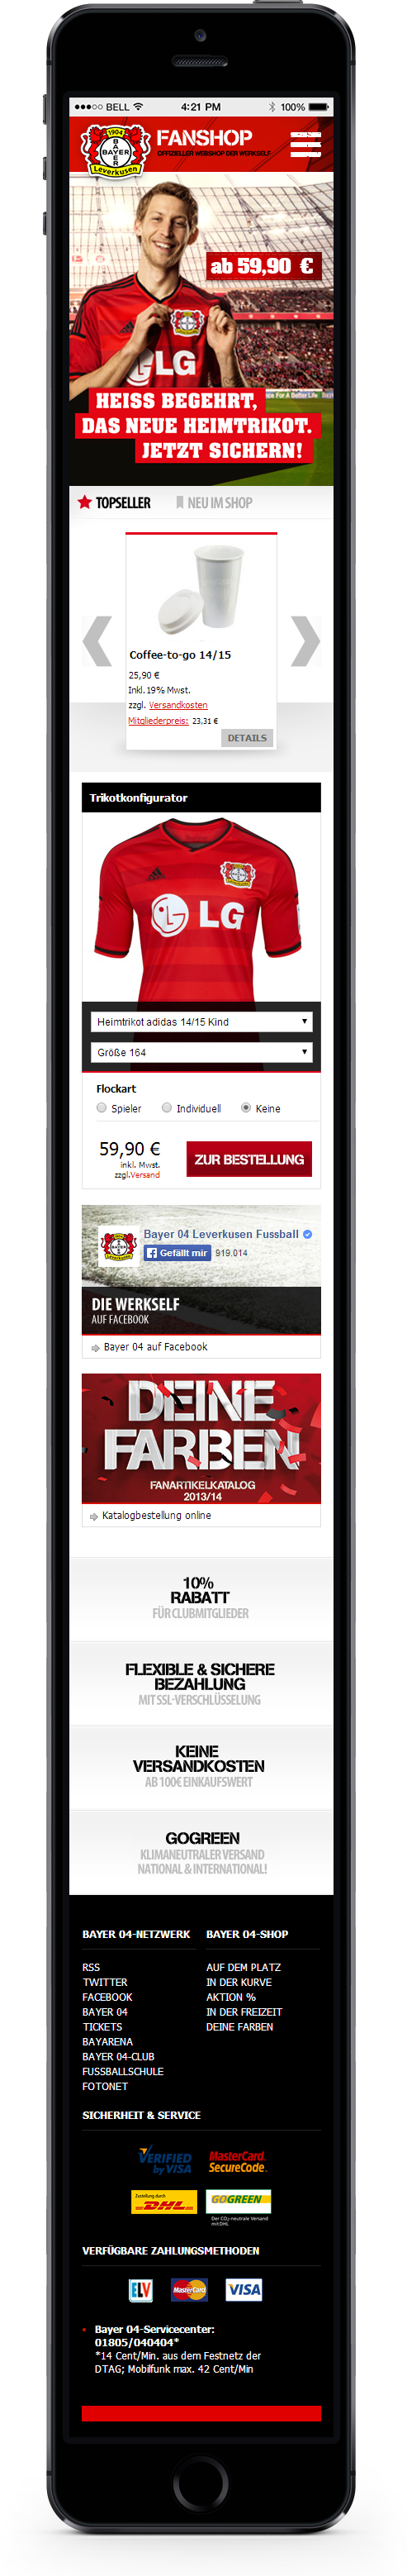 BELL 4:21 PM 100%
1904
BAYER
BAYER
Leverkusen
FANSHOP
OFFIZIELLER WEBSHOP DER WERKSELF
ab 59,90 €
adidas
LG
HEISS BEGEHRT,
DAS NEUE HEIMTRIKOT.
JETZT SICHERN!
TOPSELLER NEU IM SHOP
Coffee-to-go 14/15
25,90 €
Inkl. 19% Mwst.
zzgl. Versandkosten
Mitgliederpreis: 23,31 €
DETAILS
Trikotkonfigurator
LG
Heimtrikot adidas 14/15 Kind
Größe 164
Flockart
Spieler Individuell Keine
59,90 €
inkl. Mwst.
zzgl.Versand
ZUR BESTELLUNG
Bayer 04 Leverkusen Fussball
Gefällt mir 919.014
DIE WERKSELF
AUF FACEBOOK
Bayer 04 auf Facebook
DEINE
FARBEN
FANARTIKELKATALOG
2013/14
Katalogbestellung online
10%
RABATT
FÜR CLUBMITGLIEDER
FLEXIBLE & SICHERE
BEZAHLUNG
MIT SSL-VERSCHLÜSSELUNG
KEINE
VERSANDKOSTEN
AB 100€ EINKAUFSWERT
GOGREEN
KLIMANEUTRALER VERSAND
NATIONAL & INTERNATIONAL!
BAYER 04-NETZWERK BAYER 04-SHOP
RSS AUF DEM PLATZ
TWITTER IN DER KURVE
FACEBOOK AKTION %
BAYER 04 IN DER FREIZEIT
TICKETS DEINE FARBEN
BAYARENA
BAYER 04-CLUB
FUSSBALLSCHULE
FOTONET
SICHERHEIT & SERVICE
VERIFIED by VISA MasterCard. SecureCode.
Zustellung durch
DHL GOGREEN
Der CO₂-neutrale Versand
mit DHL
VERFÜGBARE ZAHLUNGSMETHODEN
ELV MasterCard VISA
Bayer 04-Servicecenter:
01805/040404*
*14 Cent/Min. aus dem Festnetz der
DTAG; Mobilfunk max. 42 Cent/Min